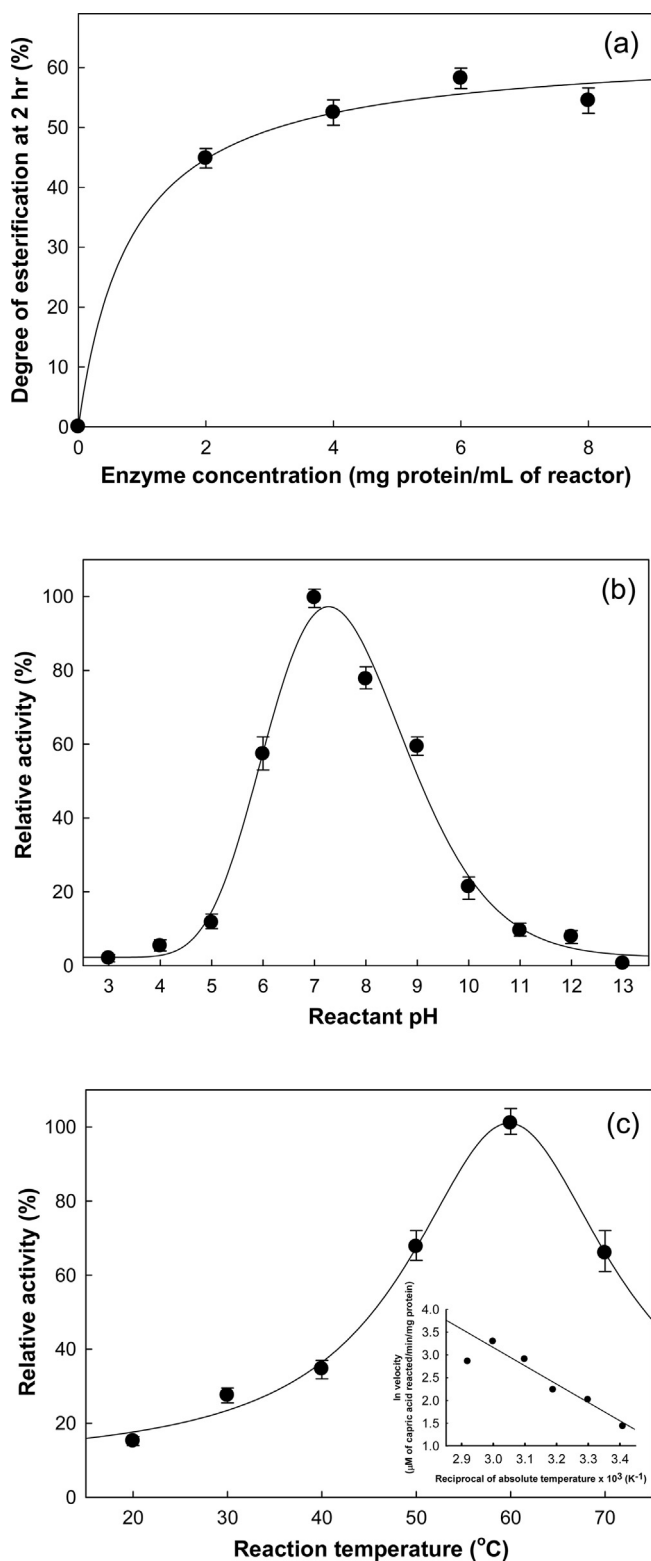 (a)
Degree of esterification at 2 hr (%)
60
50
40
30
20
10
0
0 2 4 6 8
Enzyme concentration (mg protein/mL of reactor)
(b)
Relative activity (%)
100
80
60
40
20
0
3 4 5 6 7 8 9 10 11 12 13
Reactant pH
(c)
Relative activity (%)
100
80
60
40
20
0
20 30 40 50 60 70
Reaction temperature (°C)
ln velocity
(µM of capric acid reacted/min/mg protein)
4.0
3.5
3.0
2.5
2.0
1.5
1.0
2.9 3.0 3.1 3.2 3.3 3.4
Reciprocal of absolute temperature x 10³ (K⁻¹)